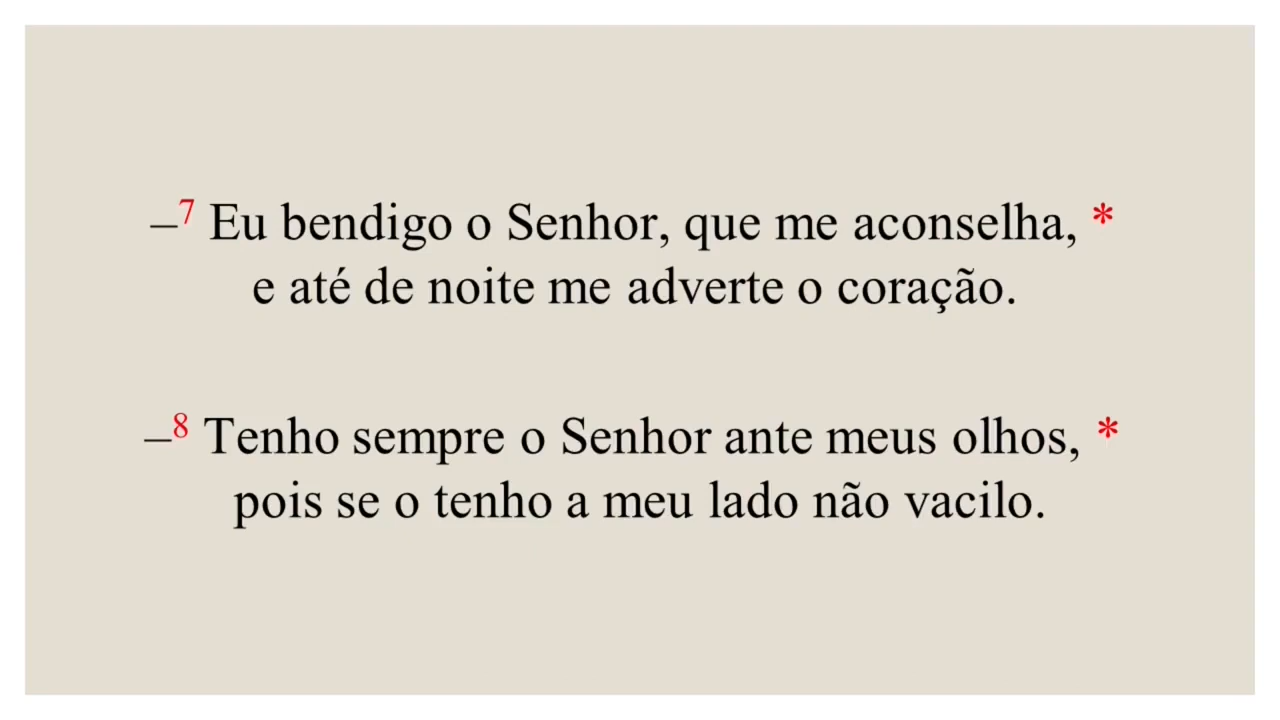 –7 Eu bendigo o Senhor, que me aconselha, *
e até de noite me adverte o coração.
–8 Tenho sempre o Senhor ante meus olhos, *
pois se o tenho a meu lado não vacilo.